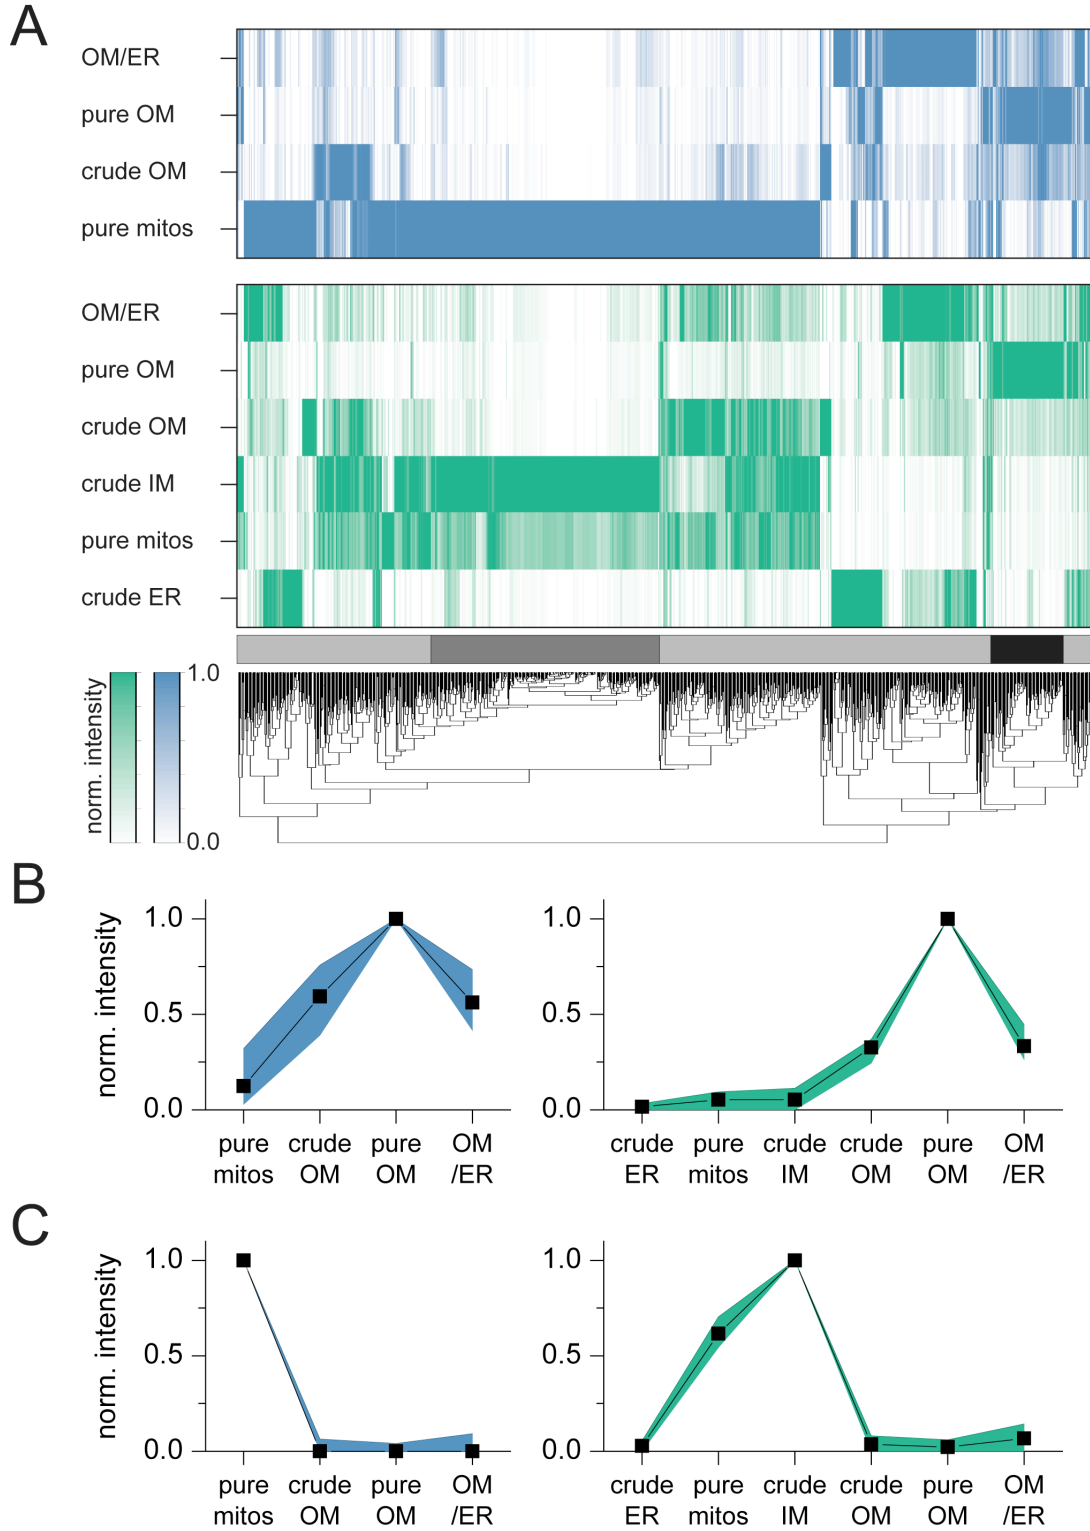 A
OM/ER
pure OM
crude OM
pure mitos
OM/ER
pure OM
crude OM
crude IM
pure mitos
crude ER
norm. intensity
1.0
0.0
B
norm. intensity
1.0
0.5
0.0
pure mitos
crude OM
pure OM
OM /ER
1.0
0.5
0.0
crude ER
pure mitos
crude IM
crude OM
pure OM
OM /ER
C
norm. intensity
1.0
0.5
0.0
pure mitos
crude OM
pure OM
OM /ER
1.0
0.5
0.0
crude ER
pure mitos
crude IM
crude OM
pure OM
OM /ER